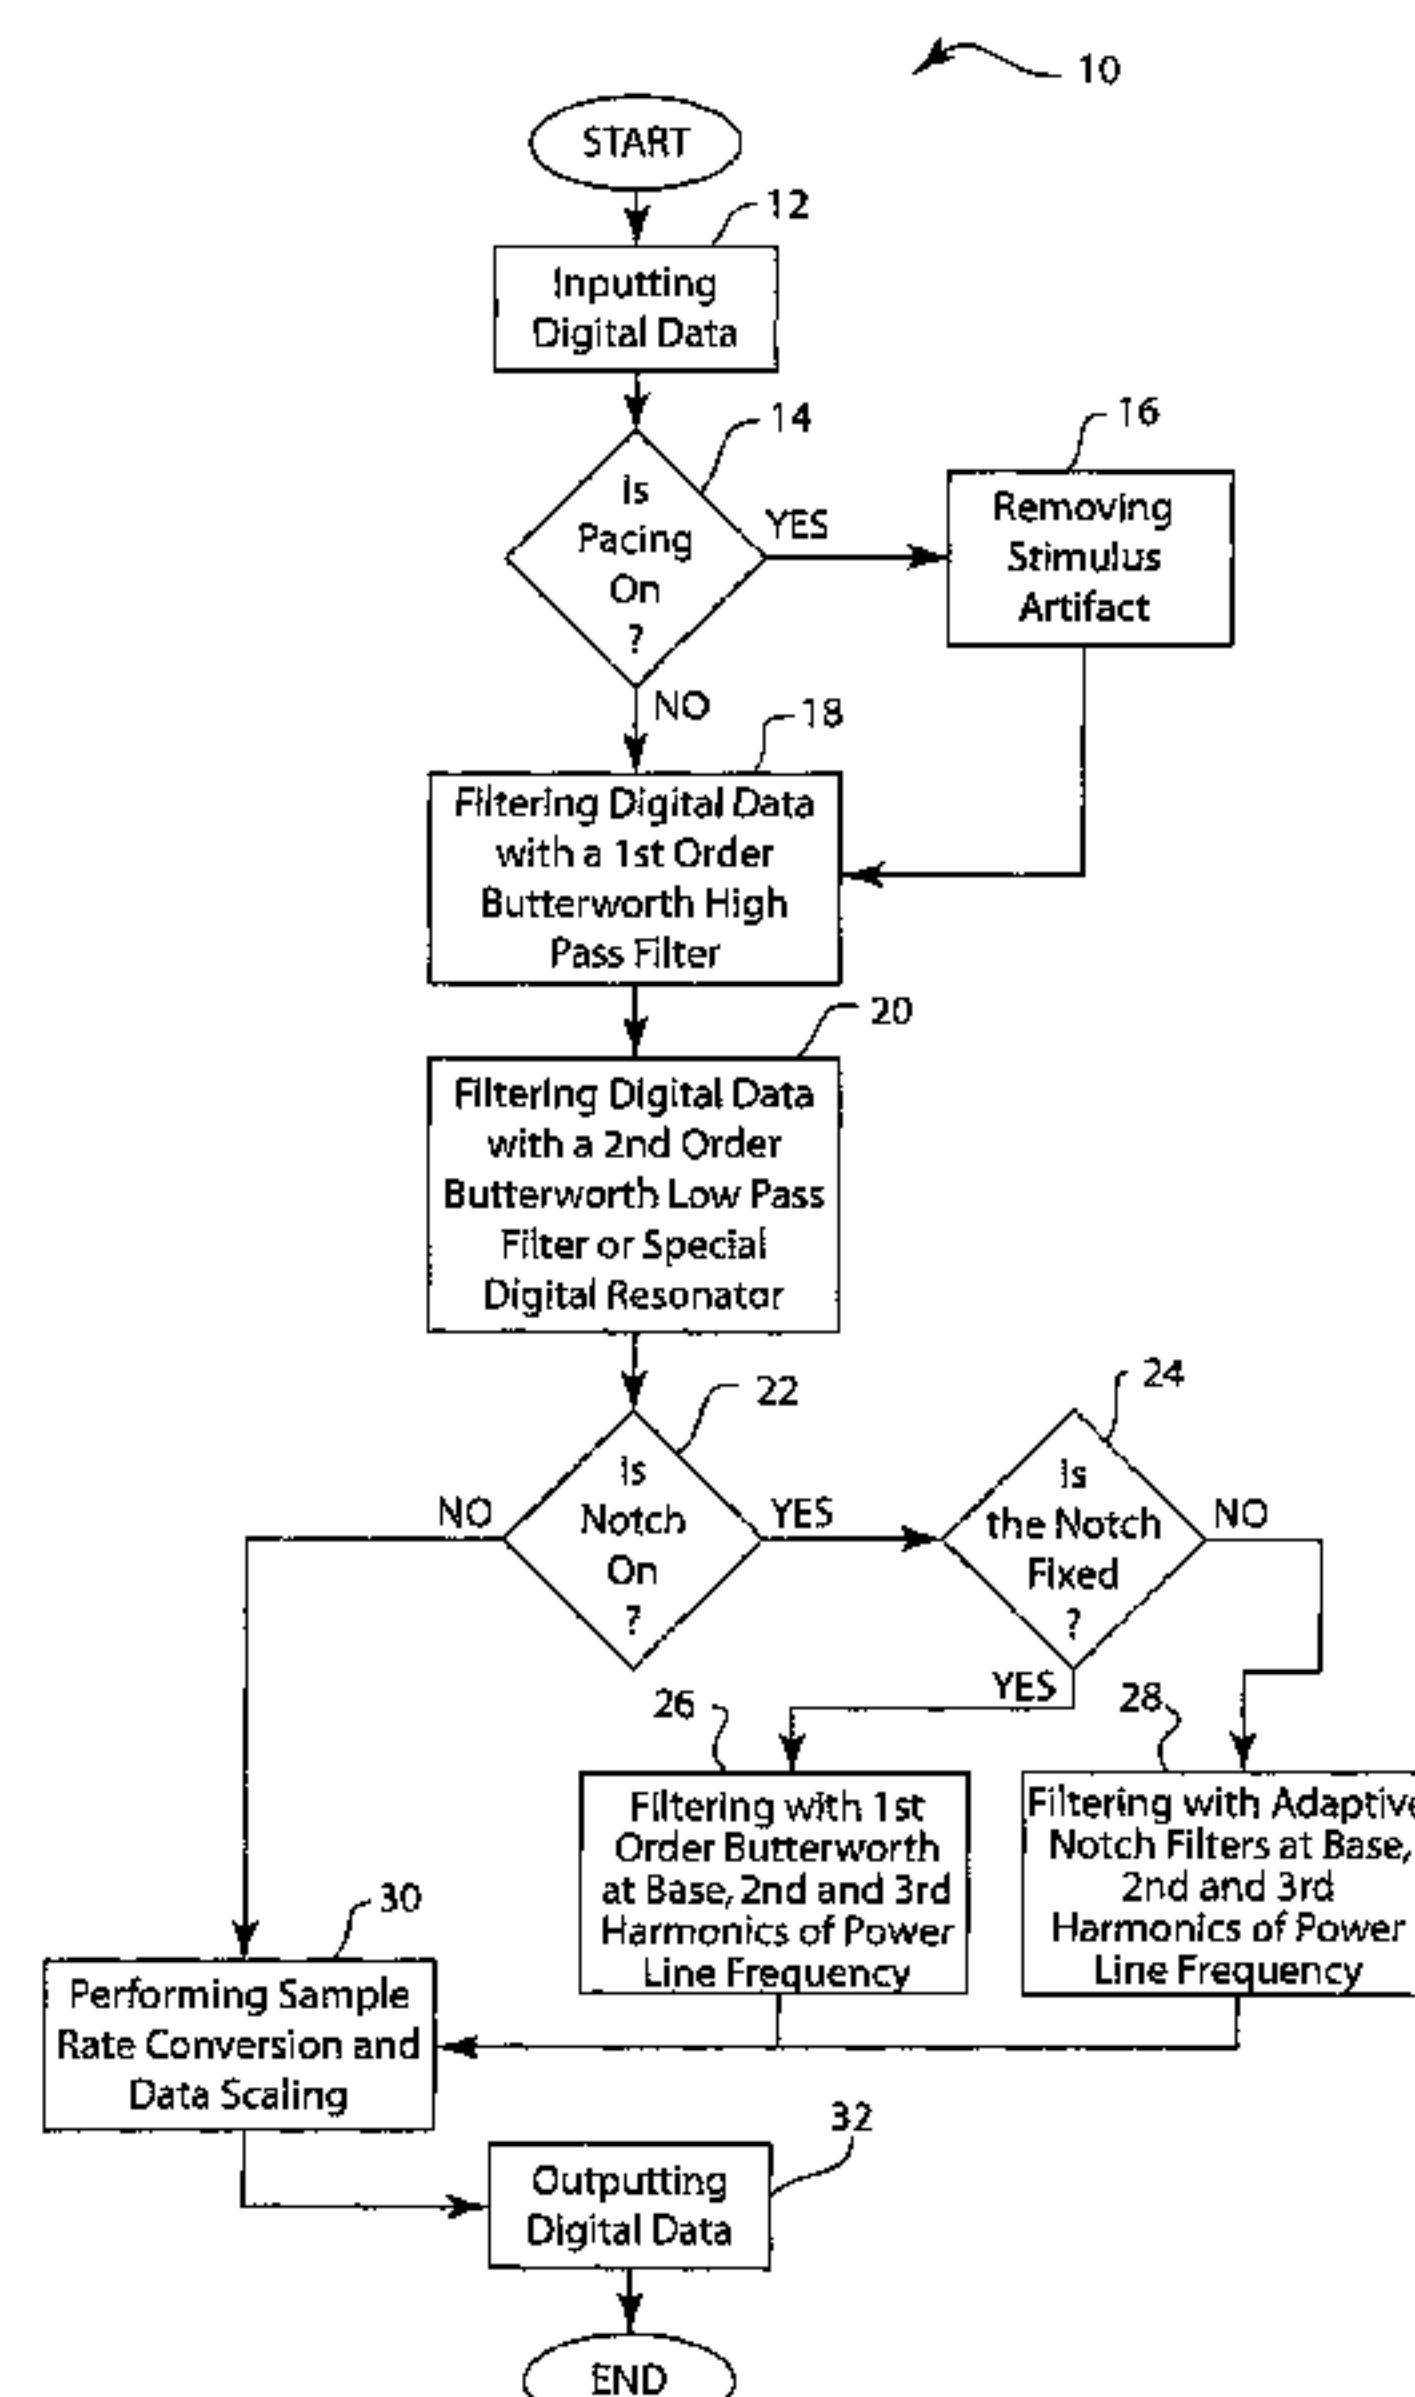 10
START
12
Inputting
Digital Data
14
16
Is
Pacing
On
?
YES
Removing
Stimulus
Artifact
NO
18
Filtering Digital Data
with a 1st Order
Butterworth High
Pass Filter
20
Filtering Digital Data
with a 2nd Order
Butterworth Low Pass
Filter or Special
Digital Resonator
22
24
Is
Notch
On
?
NO
YES
Is
the Notch
Fixed
?
NO
YES
26
28
Filtering with 1st
Order Butterworth
at Base, 2nd and 3rd
Harmonics of Power
Line Frequency
Filtering with Adaptive
Notch Filters at Base,
2nd and 3rd
Harmonics of Power
Line Frequency
30
Performing Sample
Rate Conversion and
Data Scaling
32
Outputting
Digital Data
END